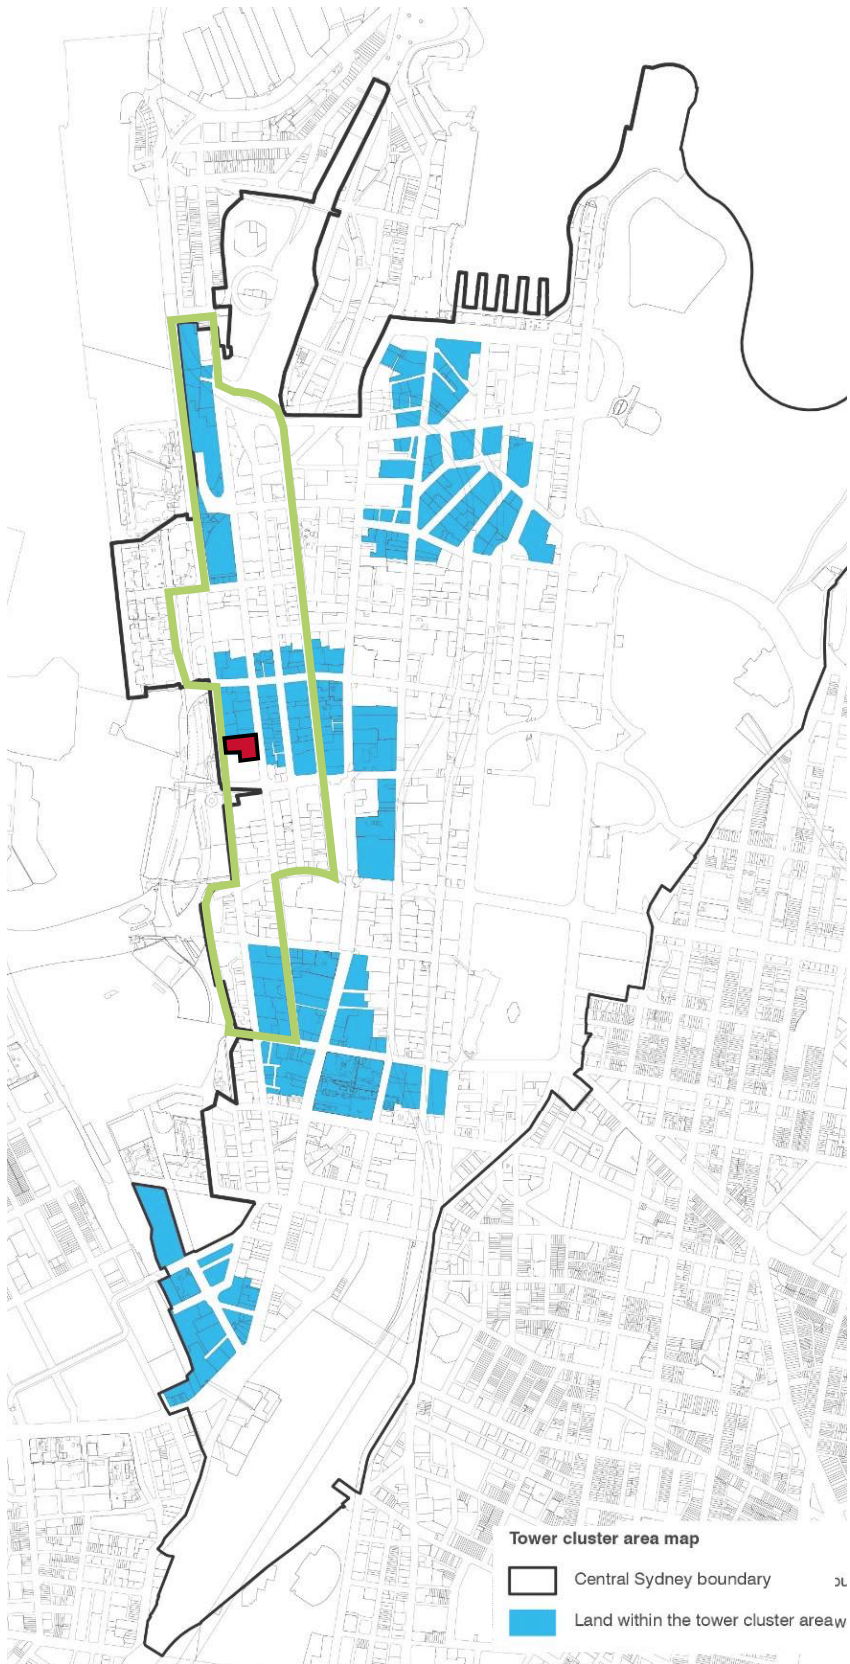 Tower cluster area map
Central Sydney boundary
Land within the tower cluster area